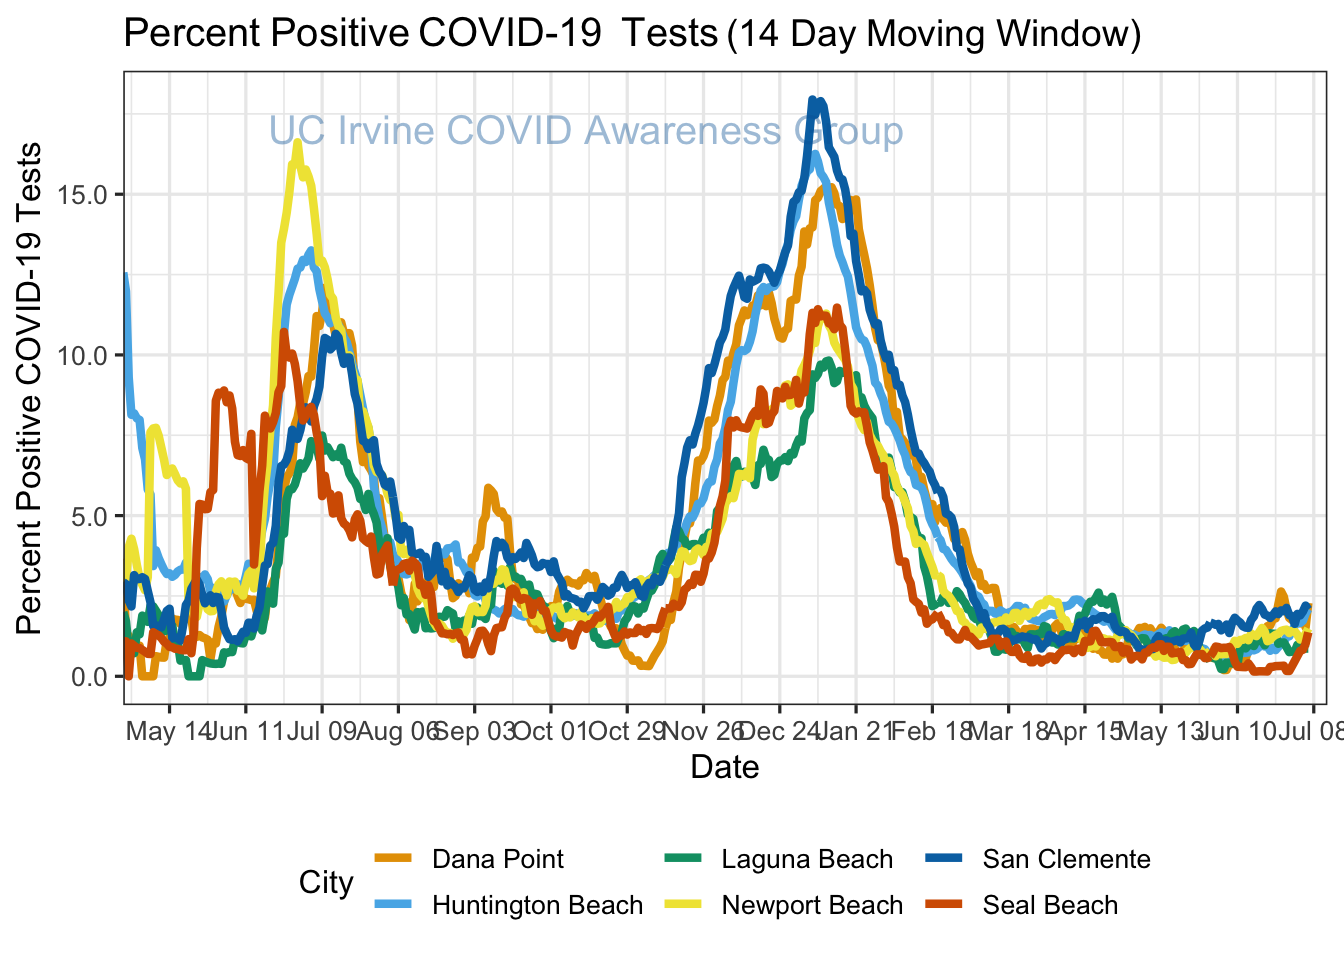 Percent Positive COVID-19 Tests (14 Day Moving Window)
UC Irvine COVID Awareness Group
Percent Positive COVID-19 Tests
15.0
10.0
5.0
0.0
May 14 Jun 11 Jul 09 Aug 06 Sep 03 Oct 01 Oct 29 Nov 26 Dec 24 Jan 21 Feb 18 Mar 18 Apr 15 May 13 Jun 10 Jul 08
Date
City
Dana Point Laguna Beach San Clemente
Huntington Beach Newport Beach Seal Beach